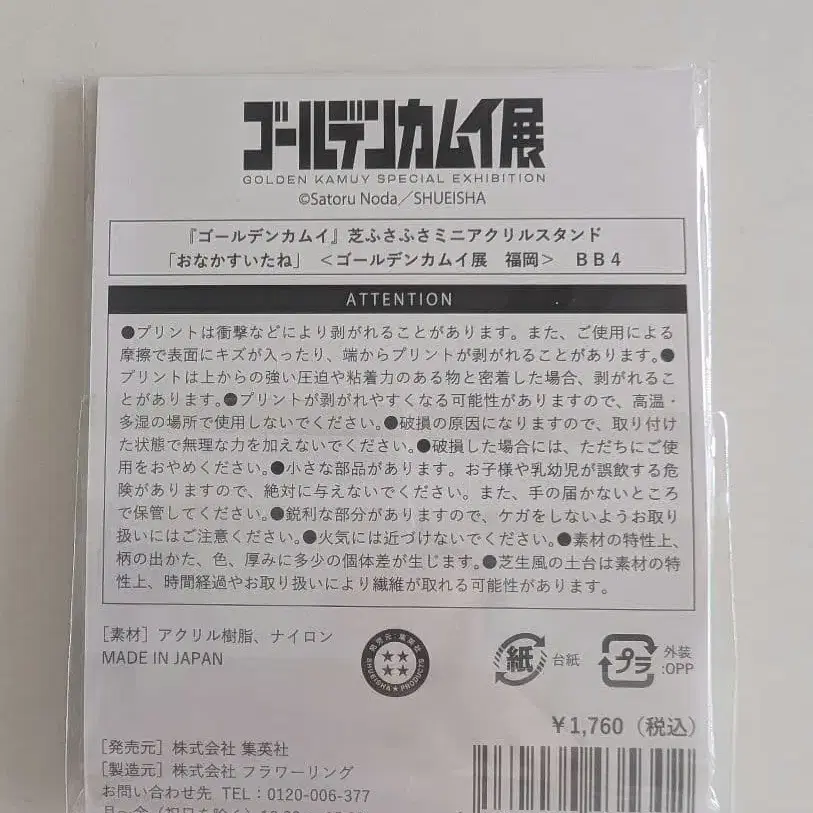 ゴールデンカムイ展
GOLDEN KAMUY SPECIAL EXHIBITION
©Satoru Noda／SHUEISHA
『ゴールデンカムイ』芝ふさふさミニアクリルスタンド
「おなかすいたね」 ＜ゴールデンカムイ展 福岡＞ ＢＢ４
ATTENTION
●プリントは衝撃などにより剥がれることがあります。また、ご使用による
摩擦で表面にキズが入ったり、端からプリントが剥がれることがあります。●
プリントは上からの強い圧迫や粘着力のある物と密着した場合、剥がれるこ
とがあります。●プリントが剥がれやすくなる可能性がありますので、高温・
多湿の場所で使用しないでください。●破損の原因になりますので、取り付け
た状態で無理な力を加えないでください。●破損した場合には、ただちにご使
用をおやめください。●小さな部品があります。お子様や乳幼児が誤飲する危
険がありますので、絶対に与えないでください。また、手の届かないところ
で保管してください。●鋭利な部分がありますので、ケガをしないようお取り
扱いにはご注意ください。●火気には近づけないでください。●素材の特性上、
柄の出かた、色、厚みに多少の個体差が生じます。●芝生風の土台は素材の特
性上、時間経過やお取り扱いにより繊維が取れる可能性があります。
［素材］アクリル樹脂、ナイロン
MADE IN JAPAN
発売元：集英社
SHUEISHA★PRODUCTS
紙
台紙
プラ
外装
:OPP
￥1,760（税込）
［発売元］株式会社 集英社
［製造元］株式会社 フラワーリング
お問い合わせ先 TEL：0120-006-377